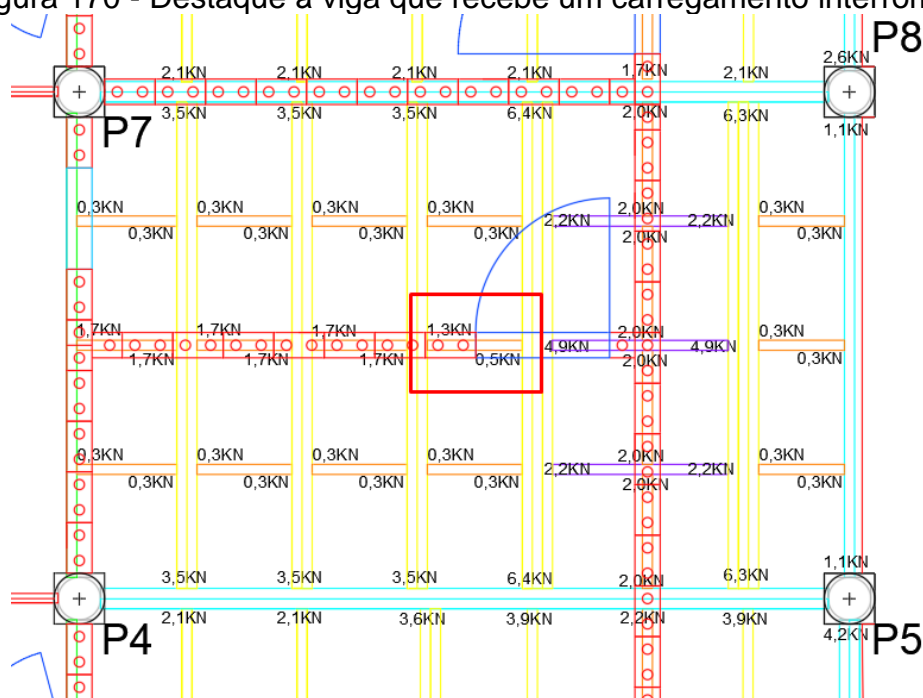 gura 170 - Destaque à viga que recebe um carregamento interron
P8
2,6KN
2,1KN 2,1KN 2,1KN 2,1KN 1,7KN 2,1KN
3,5KN 3,5KN 3,5KN 6,4KN 2,0KN 6,3KN
1,1KN
P7
0,3KN 0,3KN 0,3KN 0,3KN 2,0KN 0,3KN
2,2KN 2,2KN
0,3KN 0,3KN 0,3KN 0,3KN 2,0KN 0,3KN
1,7KN 1,7KN 1,7KN 1,3KN 2,0KN 0,3KN
4,9KN 4,9KN
1,7KN 1,7KN 1,7KN 0,5KN 2,0KN 0,3KN
0,3KN 0,3KN 0,3KN 0,3KN 2,0KN 0,3KN
2,2KN 2,2KN
0,3KN 0,3KN 0,3KN 0,3KN 2,0KN 0,3KN
1,1KN
3,5KN 3,5KN 3,5KN 6,4KN 2,0KN 6,3KN
2,1KN 2,1KN 3,6KN 3,9KN 2,2KN 3,9KN
4,2KN
P4 P5